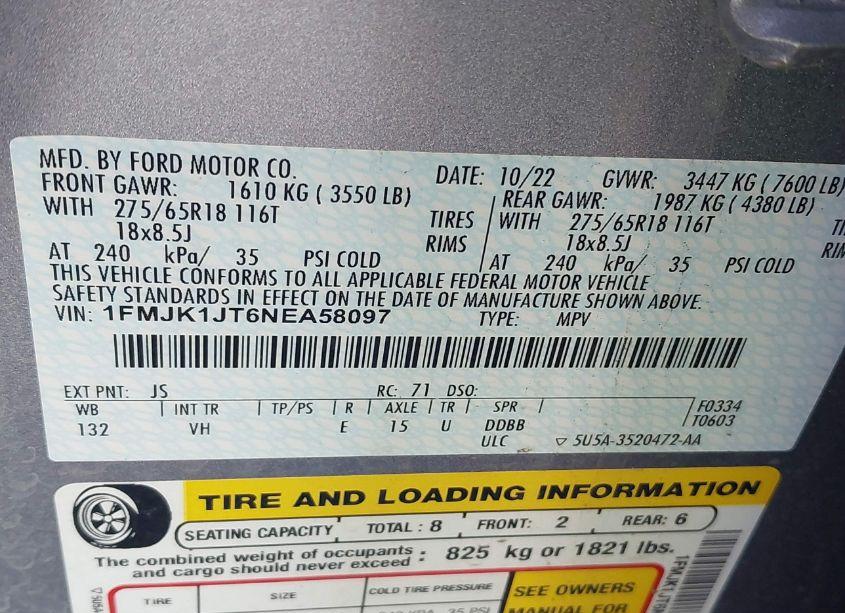 MFD. BY FORD MOTOR CO. DATE: 10/22 GVWR: 3447 KG ( 7600 LB)
FRONT GAWR: 1610 KG ( 3550 LB) REAR GAWR: 1987 KG ( 4380 LB)
WITH 275/65R18 116T TIRES WITH 275/65R18 116T
18x8.5J RIMS 18x8.5J
AT 240 kPa/ 35 PSI COLD AT 240 kPa/ 35 PSI COLD
THIS VEHICLE CONFORMS TO ALL APPLICABLE FEDERAL MOTOR VEHICLE
SAFETY STANDARDS IN EFFECT ON THE DATE OF MANUFACTURE SHOWN ABOVE.
VIN: 1FMJK1JT6NEA58097 TYPE: MPV
EXT PNT: JS RC: 71 DSO:
WB INT TR TP/PS R AXLE TR SPR F0334
132 VH E 15 U DDBB T0603
ULC 5U5A-3520472-AA
TIRE AND LOADING INFORMATION
SEATING CAPACITY TOTAL : 8 FRONT: 2 REAR: 6
The combined weight of occupants and cargo should never exceed : 825 kg or 1821 lbs.
TIRE SIZE COLD TIRE PRESSURE SEE OWNERS
MANUAL FOR